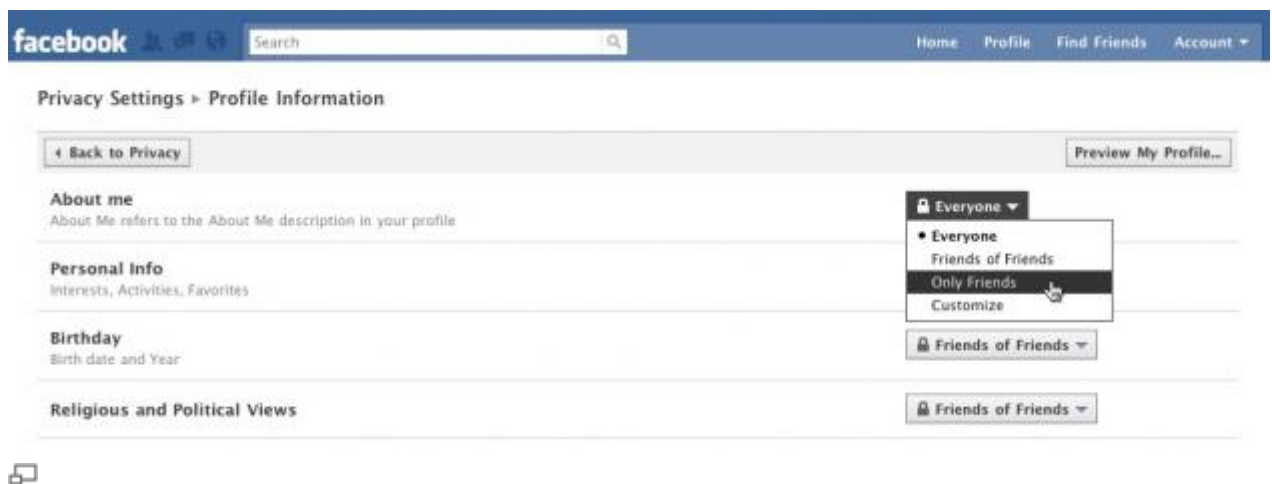 facebook Search Home Profile Find Friends Account
Privacy Settings ▸ Profile Information
Back to Privacy Preview My Profile...
About me
About Me refers to the About Me description in your profile
Everyone
• Everyone
Friends of Friends
Only Friends
Customize
Personal Info
Interests, Activities, Favorites
Birthday
Birth date and Year
Friends of Friends
Religious and Political Views
Friends of Friends